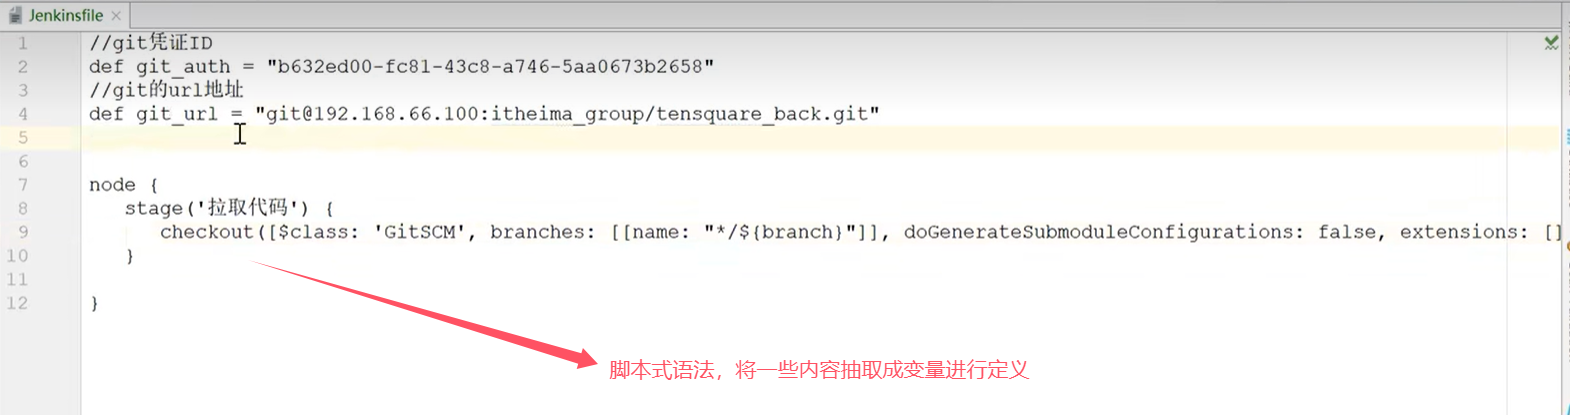 Jenkinsfile
1 //git凭证ID
2 def git_auth = "b632ed00-fc81-43c8-a746-5aa0673b2658"
3 //git的url地址
4 def git_url = "git@192.168.66.100:itheima_group/tensquare_back.git"
5
6
7 node {
8 stage('拉取代码') {
9 checkout([$class: 'GitSCM', branches: [[name: "*/${branch}"]], doGenerateSubmoduleConfigurations: false, extensions: []
10 }
11
12 }
脚本式语法，将一些内容抽取成变量进行定义